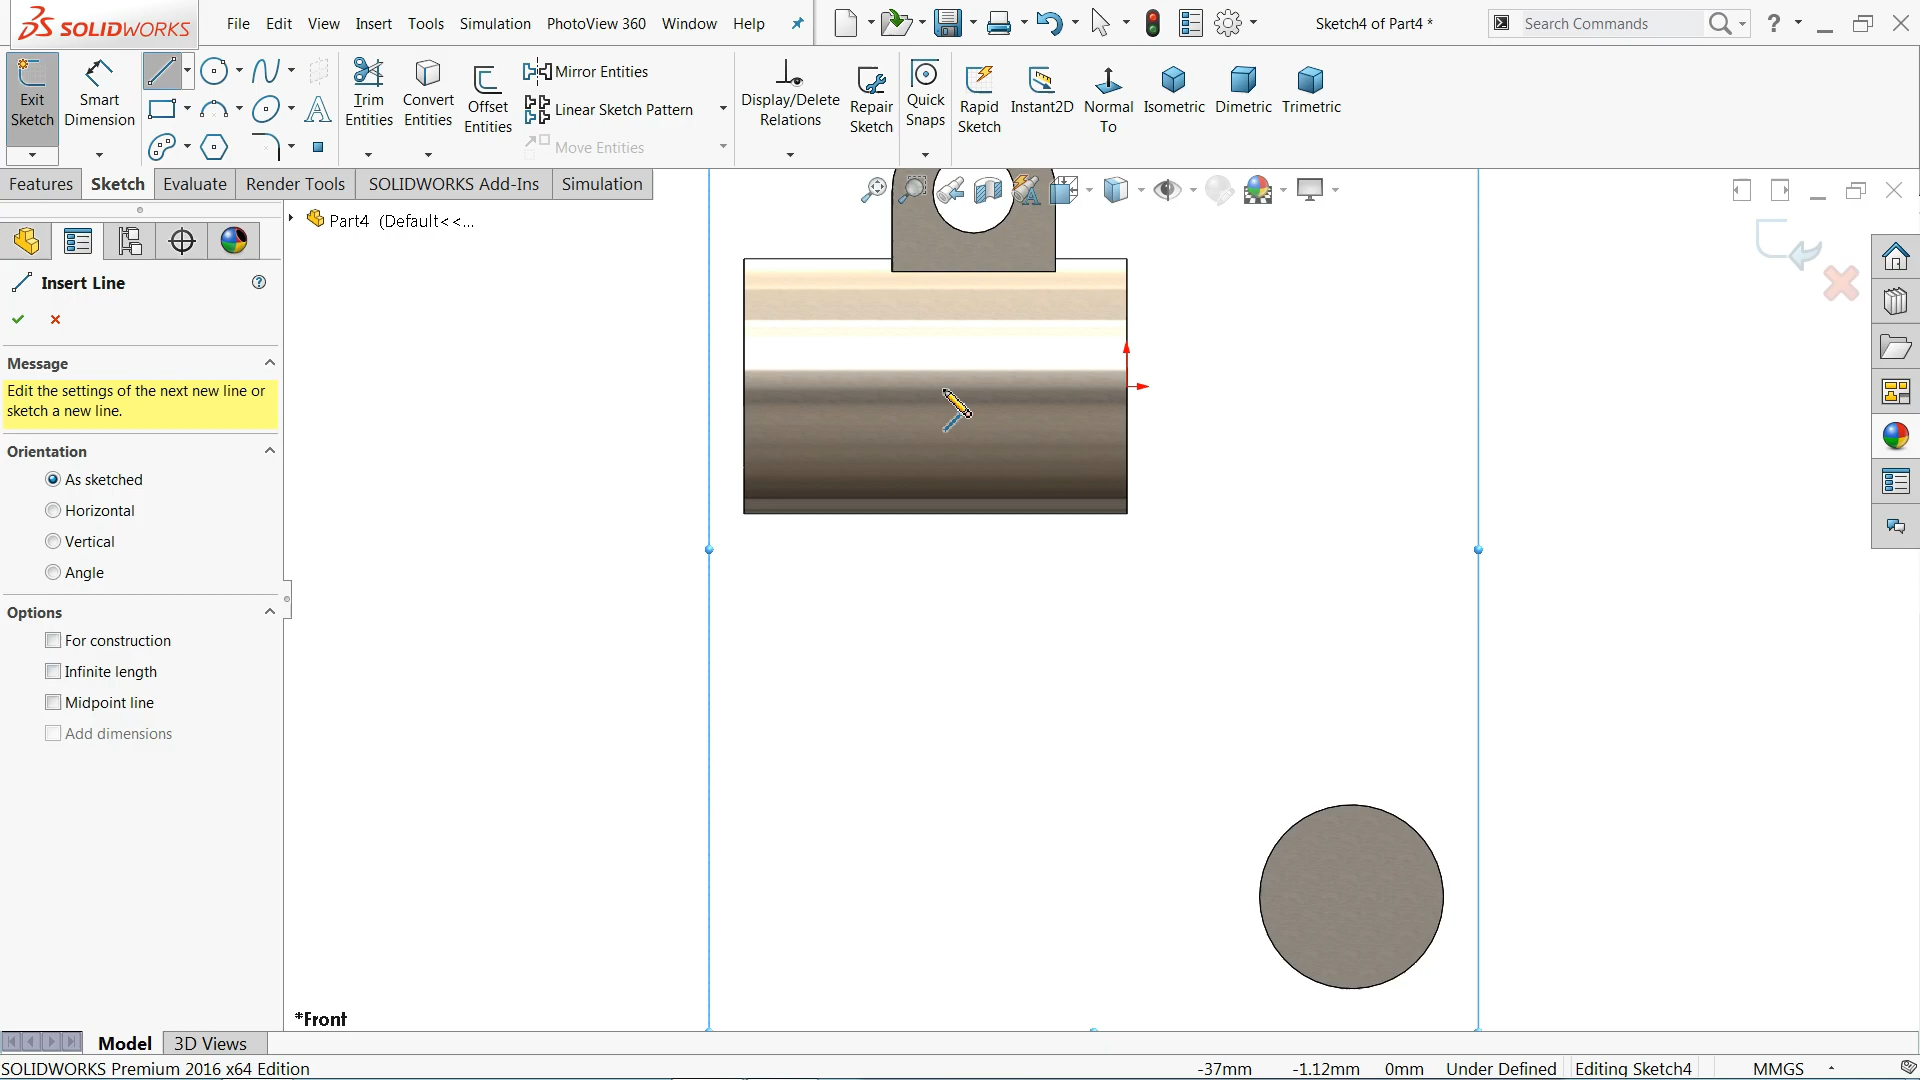 SOLIDWORKS
File Edit View Insert Tools Simulation PhotoView 360 Window Help
Sketch4 of Part4 *
Search Commands
?
Exit Sketch
Smart Dimension
Trim Entities
Convert Entities
Offset Entities
Mirror Entities
Linear Sketch Pattern
Move Entities
Display/Delete Relations
Repair Sketch
Quick Snaps
Rapid Sketch
Instant2D
Normal To
Isometric
Dimetric
Trimetric
Features Sketch Evaluate Render Tools SOLIDWORKS Add-Ins Simulation
Part4 (Default<<...
Insert Line
?
Message
Edit the settings of the next new line or
sketch a new line.
Orientation
As sketched
Horizontal
Vertical
Angle
Options
For construction
Infinite length
Midpoint line
Add dimensions
*Front
Model 3D Views
SOLIDWORKS Premium 2016 x64 Edition
-37mm -1.12mm 0mm Under Defined Editing Sketch4 MMGS